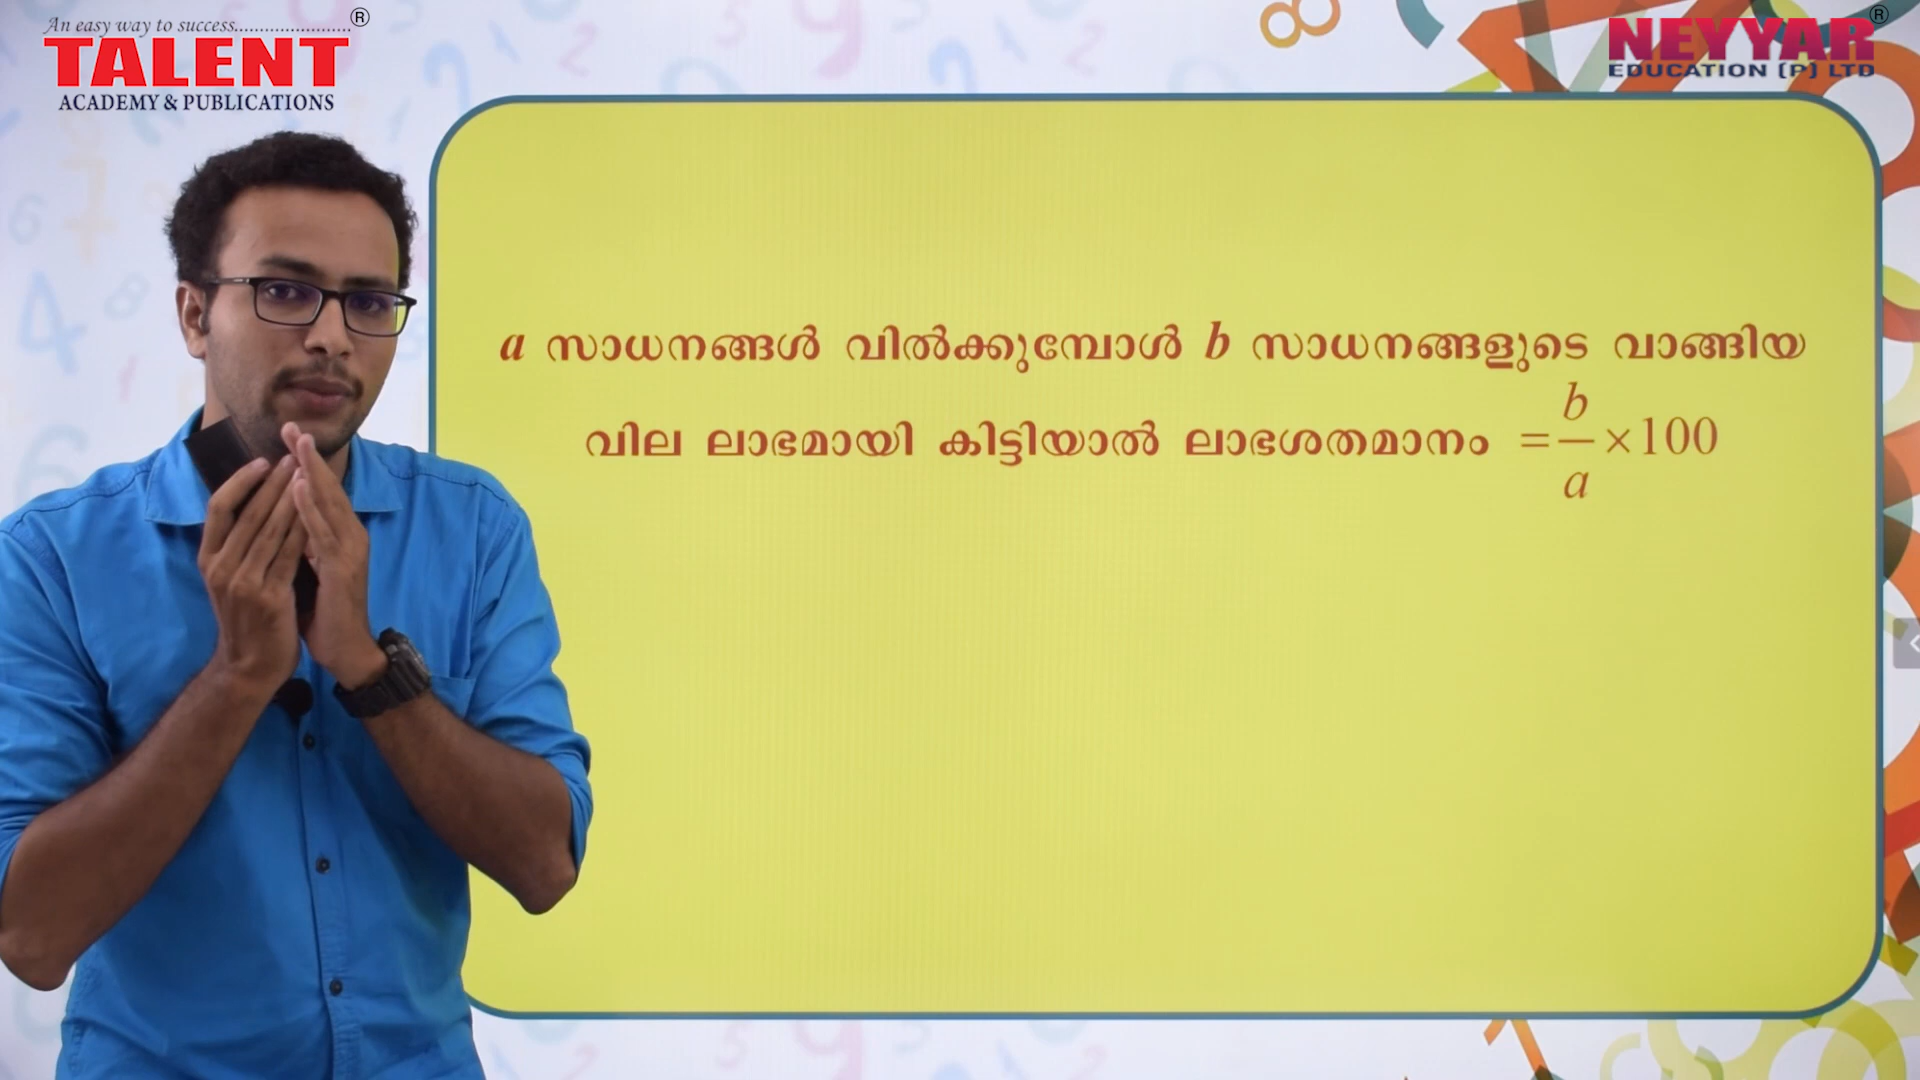 An easy way to success......................®
TALENT
ACADEMY & PUBLICATIONS
NEYYAR®
EDUCATION (P) LTD
a സാധനങ്ങൾ വിൽക്കുമ്പോൾ b സാധനങ്ങളുടെ വാങ്ങിയ
വില ലാഭമായി കിട്ടിയാൽ ലാഭശതമാനം = b/a ×100